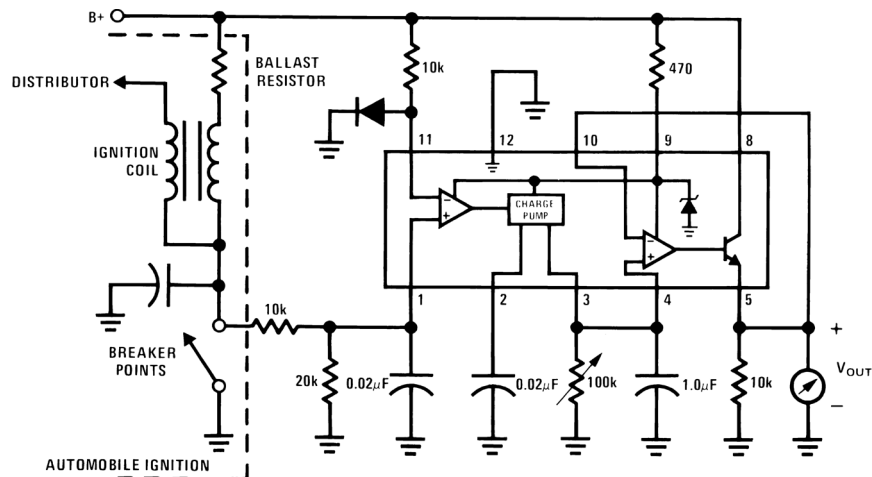 B+
DISTRIBUTOR
BALLAST
RESISTOR
10k
470
11
12
10
9
8
IGNITION
COIL
−
+
CHARGE
PUMP
−
+
1
2
3
4
5
10k
+
BREAKER
POINTS
20k
0.02µF
0.02µF
100k
1.0µF
10k
VOUT
−
AUTOMOBILE IGNITION